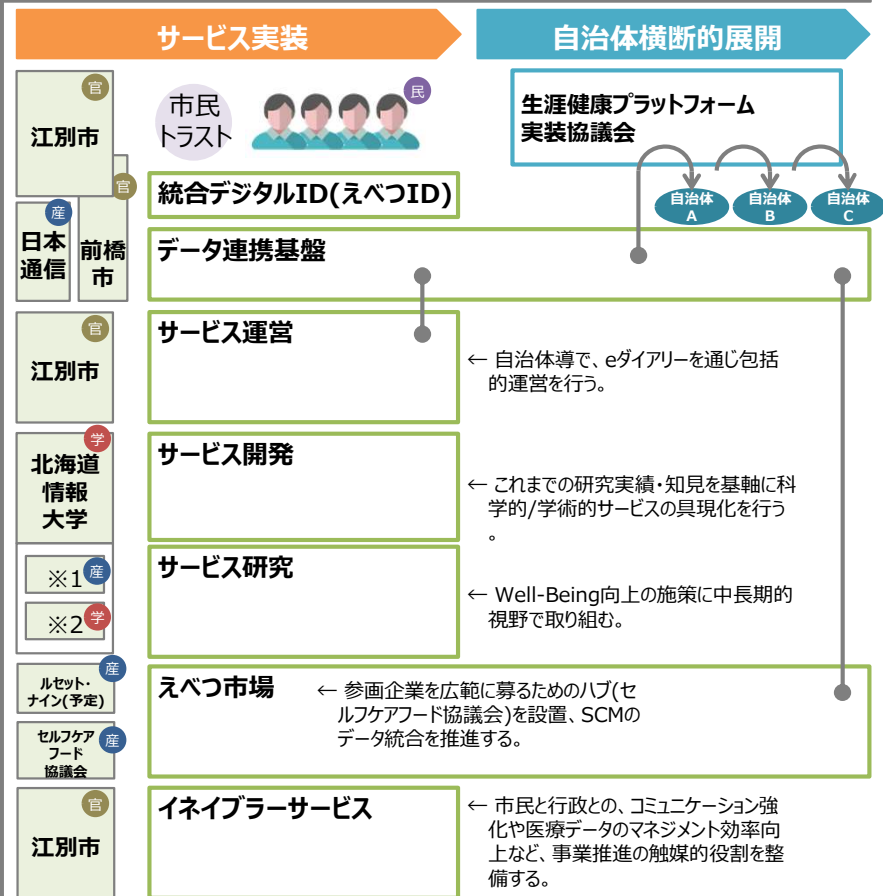 サービス実装
自治体横断的展開
官
江別市
市民
トラスト
民
生涯健康プラットフォーム
実装協議会
官
統合デジタルID(えべつID)
自治体
A
自治体
B
自治体
C
産
日本
通信
前橋
市
データ連携基盤
官
江別市
サービス運営
← 自治体導で、eダイアリーを通じ包括
的運営を行う。
学
北海道
情報
大学
サービス開発
← これまでの研究実績・知見を基軸に科
学的/学術的サービスの具現化を行う
。
※1
産
※2
学
サービス研究
← Well-Being向上の施策に中長期的
視野で取り組む。
産
ルセット・
ナイン(予定)
えべつ市場
← 参画企業を広範に募るためのハブ(セ
ルフケアフード協議会)を設置、SCMの
データ統合を推進する。
産
セルフケア
フード
協議会
官
江別市
イネイブラーサービス
← 市民と行政との、コミュニケーション強
化や医療データのマネジメント効率向
上など、事業推進の触媒的役割を整
備する。